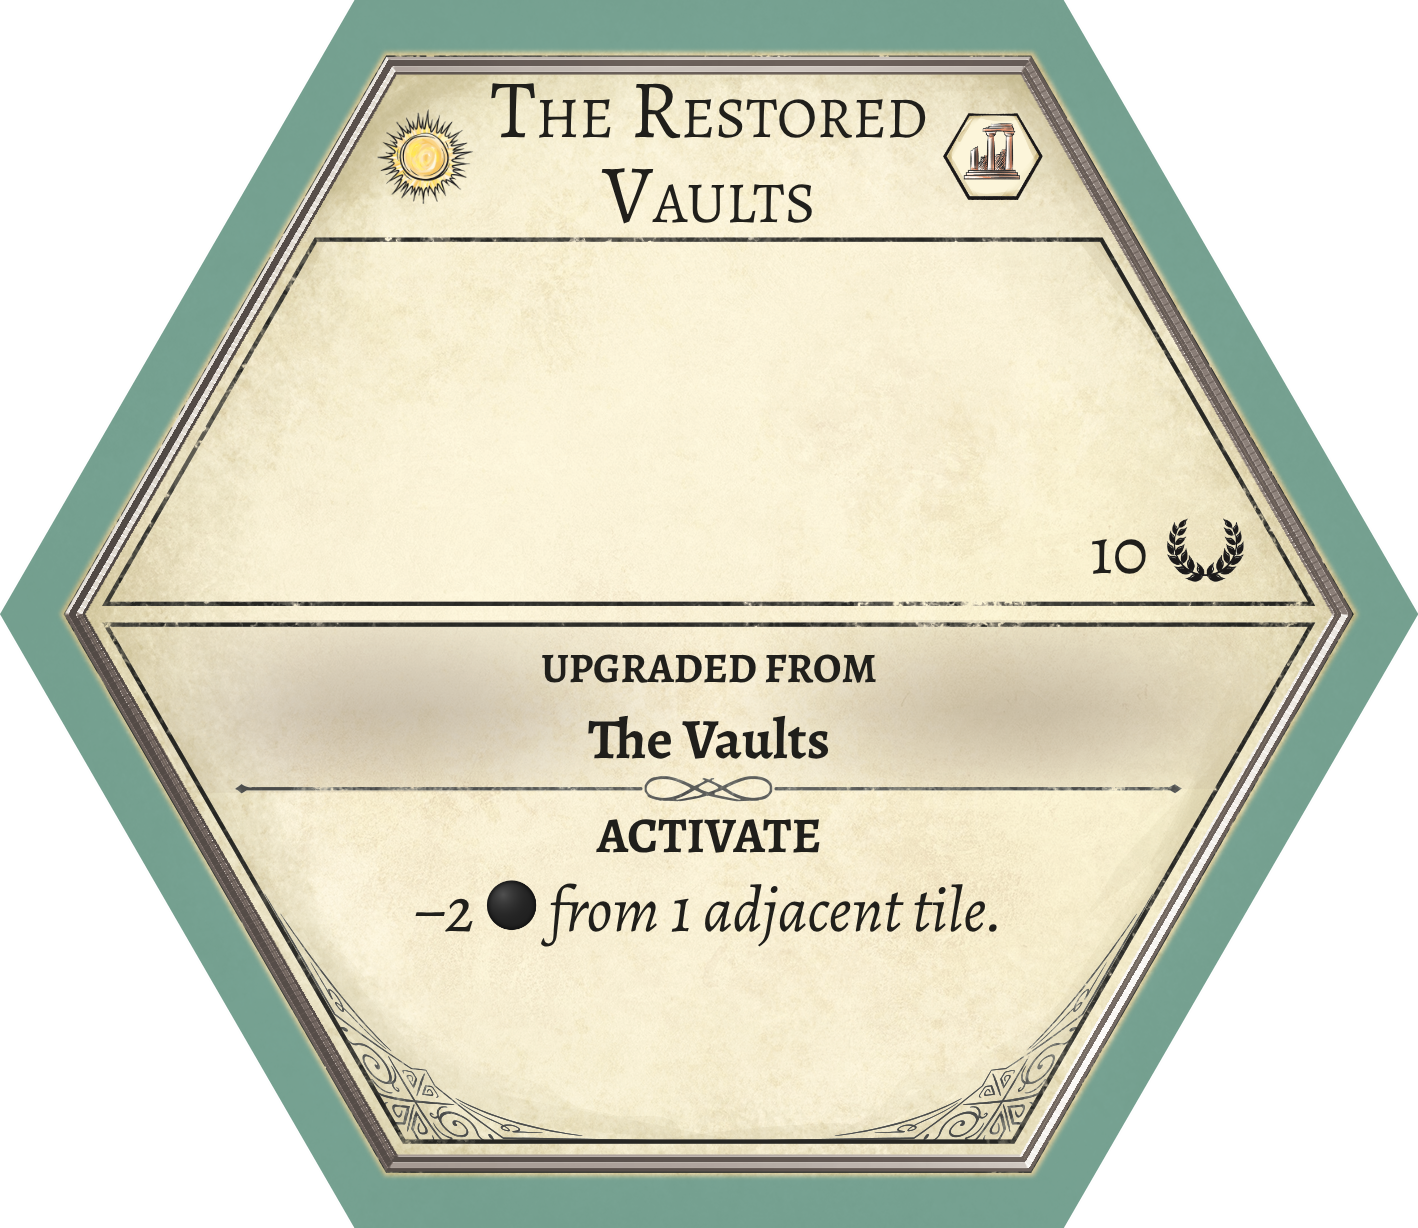 The Restored
Vaults
10
UPGRADED FROM
The Vaults
ACTIVATE
–2 from 1 adjacent tile.